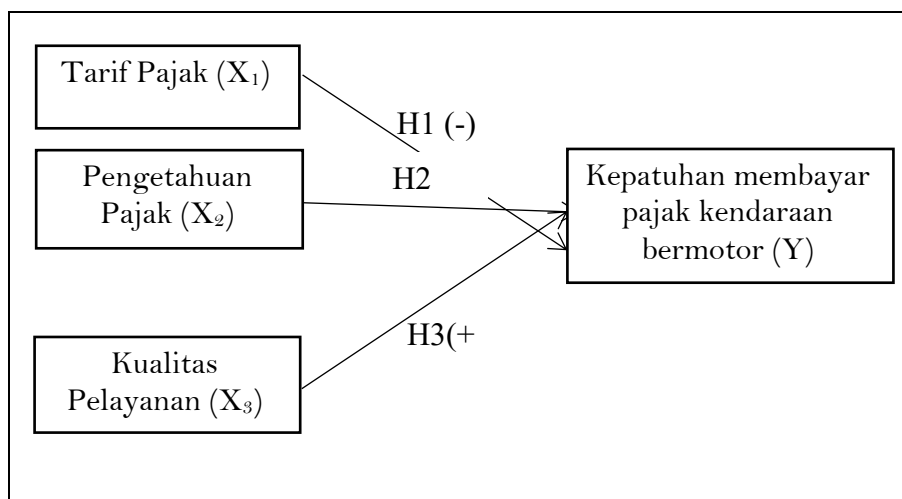 Tarif Pajak (X₁)
H1 (-)
Pengetahuan
Pajak (X₂)
H2
Kepatuhan membayar
pajak kendaraan
bermotor (Y)
H3(+
Kualitas
Pelayanan (X₃)